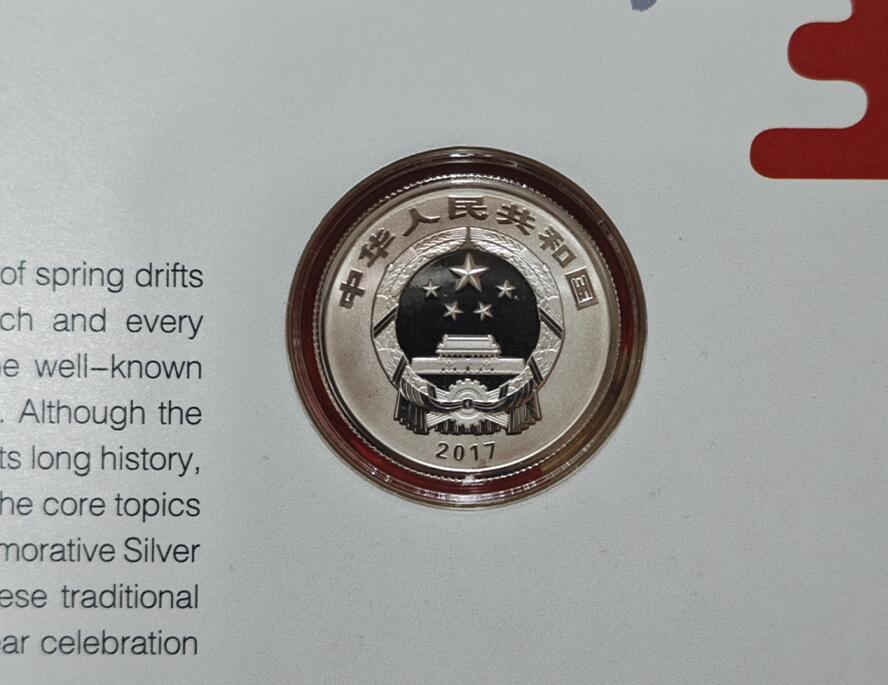 中华人民共和国
2017
of spring drifts
ch and every
e well–known
. Although the
ts long history,
he core topics
morative Silver
ese traditional
ar celebration